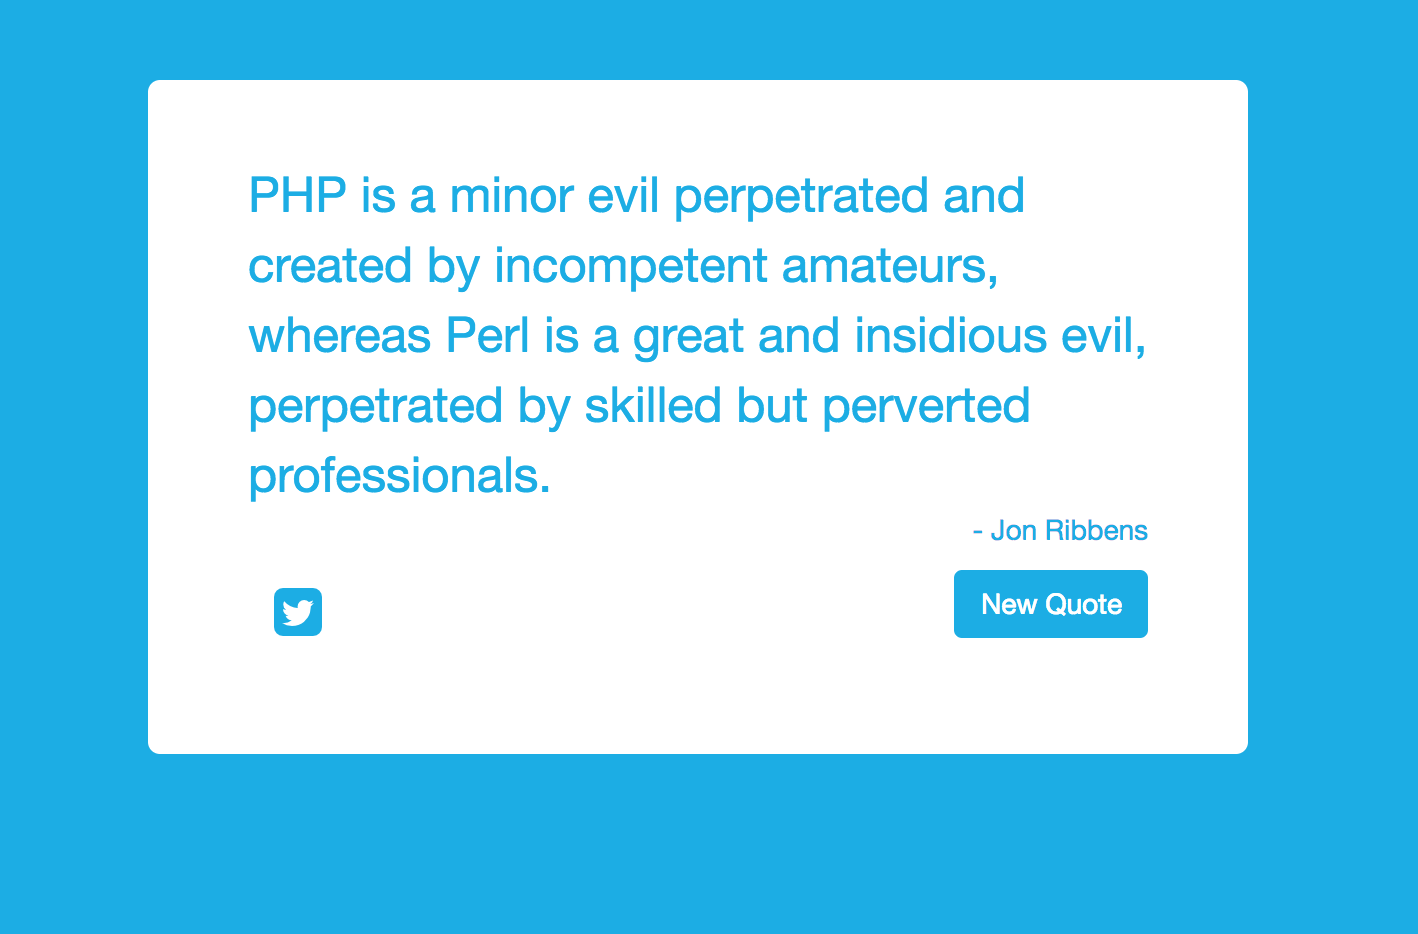 PHP is a minor evil perpetrated and
created by incompetent amateurs,
whereas Perl is a great and insidious evil,
perpetrated by skilled but perverted
professionals.
- Jon Ribbens
New Quote